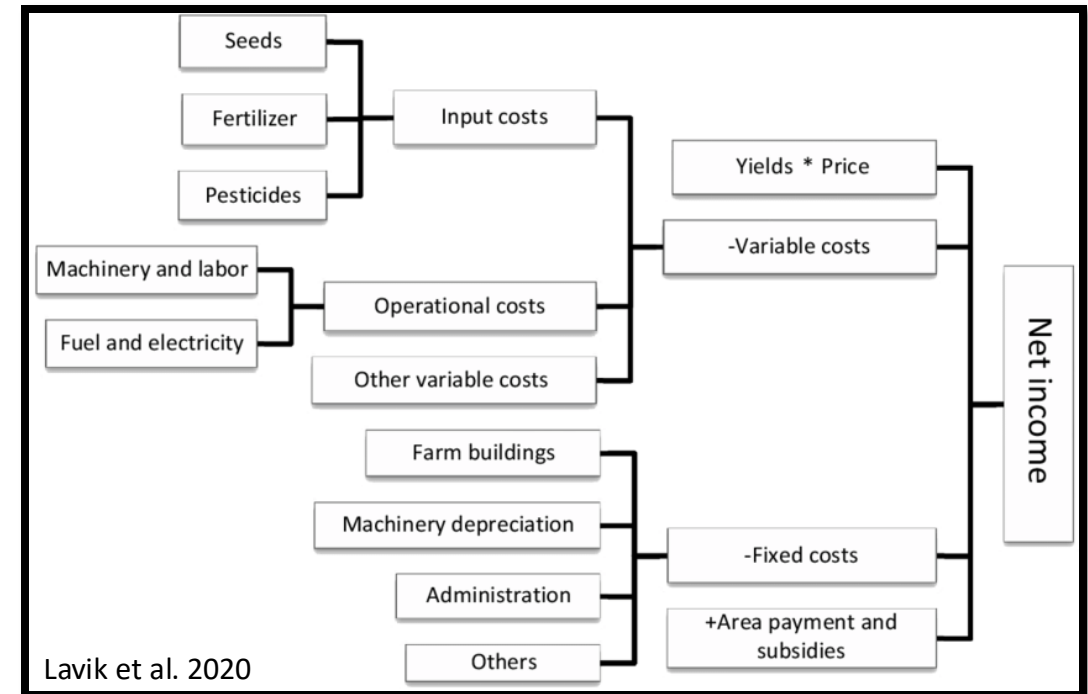 Seeds
Fertilizer
Pesticides
Input costs
Machinery and labor
Fuel and electricity
Operational costs
Other variable costs
Yields * Price
-Variable costs
Farm buildings
Machinery depreciation
Administration
Others
-Fixed costs
+Area payment and
subsidies
Net income
Lavik et al. 2020